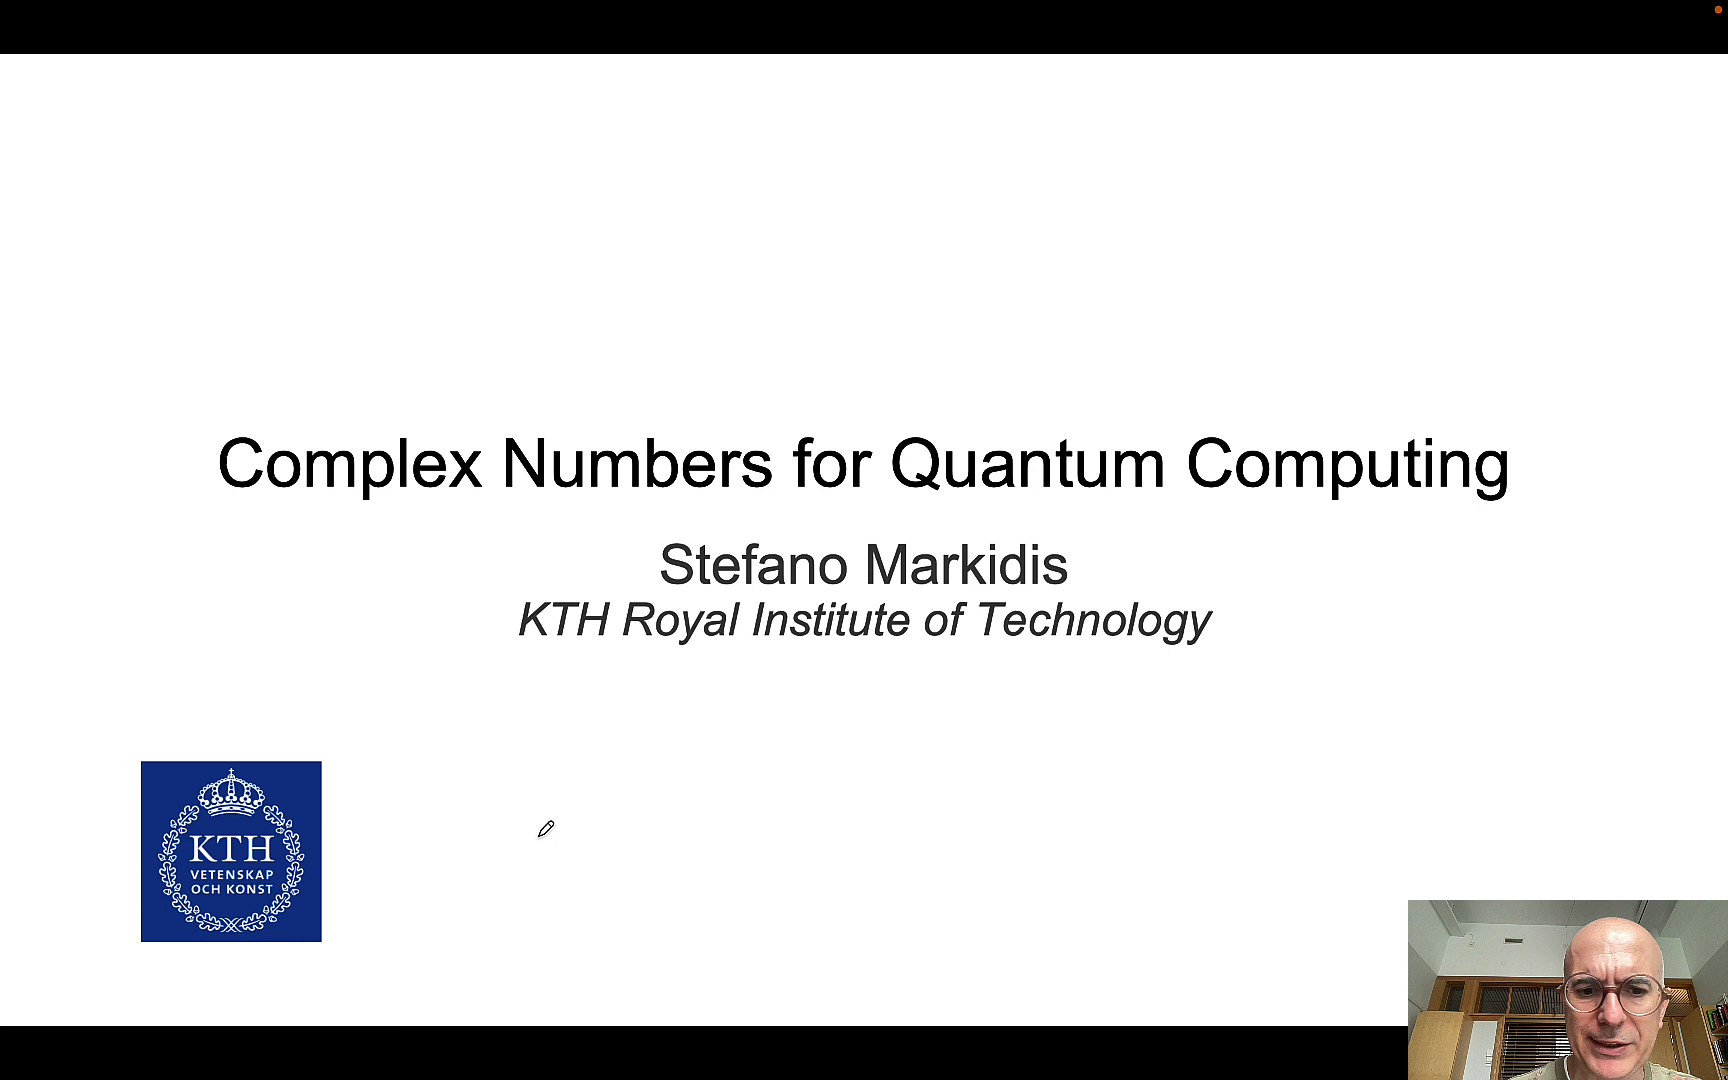 Complex Numbers for Quantum Computing
Stefano Markidis
KTH Royal Institute of Technology
KTH
VETENSKAP
OCH KONST